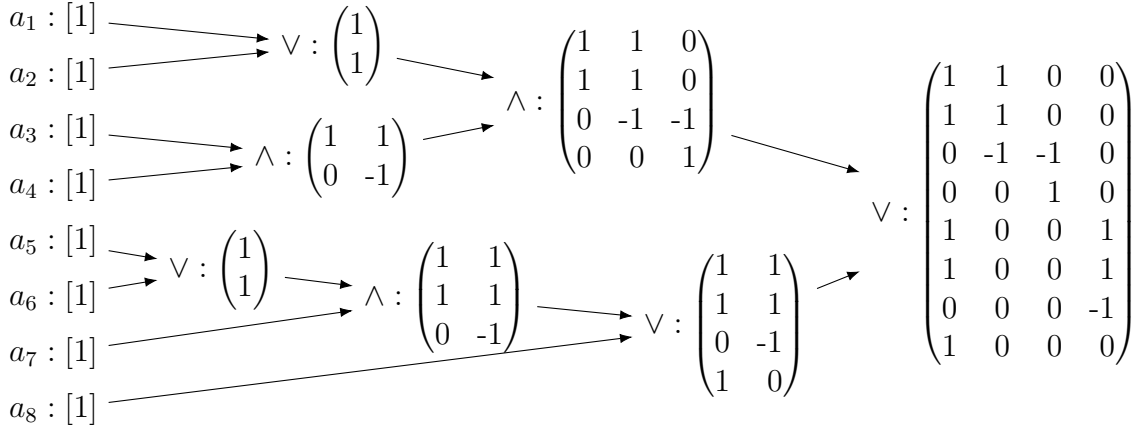 a₁ : [1]
a₂ : [1]
a₃ : [1]
a₄ : [1]
a₅ : [1]
a₆ : [1]
a₇ : [1]
a₈ : [1]
∨ :
1
1
∧ :
1 1
0 -1
∨ :
1
1
∧ :
1 1 0
1 1 0
0 -1 -1
0 0 1
∧ :
1 1
1 1
0 -1
∨ :
1 1
1 1
0 -1
1 0
∨ :
1 1 0 0
1 1 0 0
0 -1 -1 0
0 0 1 0
1 0 0 1
1 0 0 1
0 0 0 -1
1 0 0 0